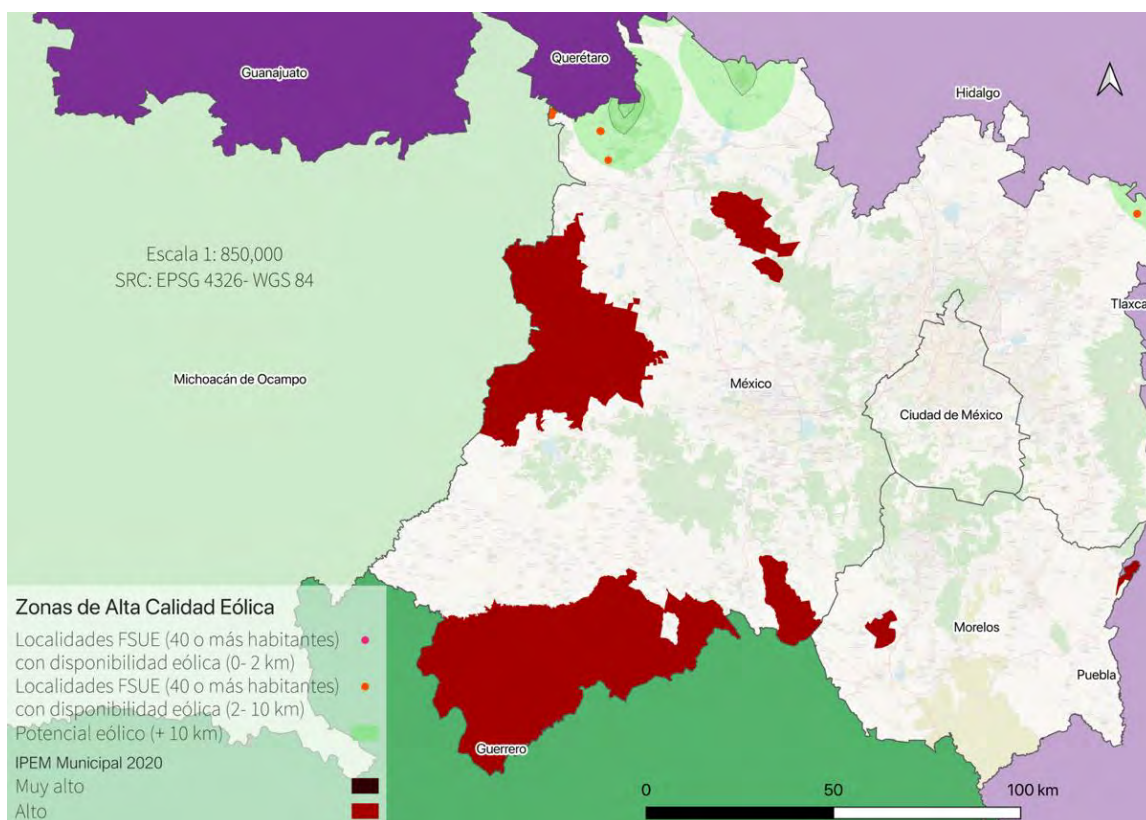 Guanajuato
Querétaro
Hidalgo
Escala 1: 850,000
SRC: EPSG 4326- WGS 84
Tlaxca
Michoacán de Ocampo
México
Ciudad de México
Zonas de Alta Calidad Eólica
Localidades FSUE (40 o más habitantes)
con disponibilidad eólica (0- 2 km)
Localidades FSUE (40 o más habitantes)
con disponibilidad eólica (2- 10 km)
Potencial eólico (+ 10 km)
IPEM Municipal 2020
Muy alto
Alto
Morelos
Puebla
Guerrero
0 50 100 km